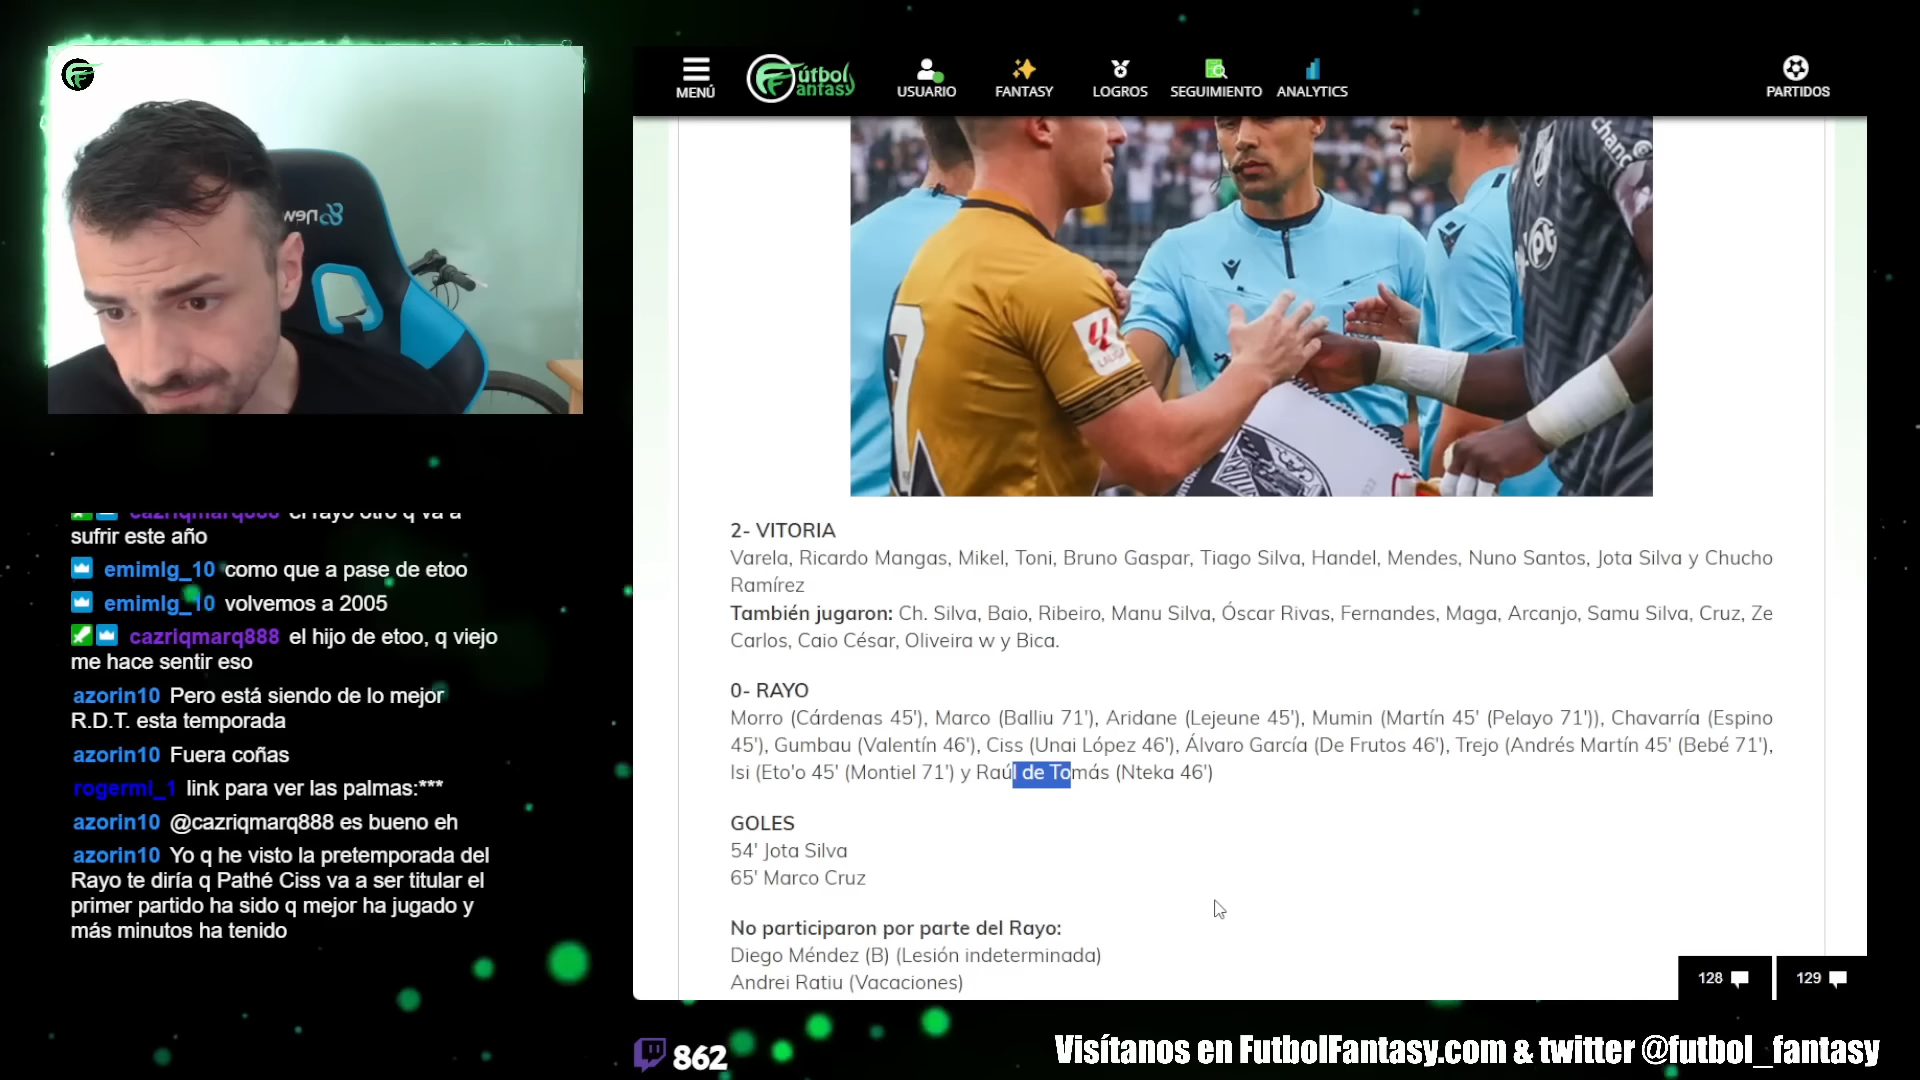 MENÚ
Fútbol Fantasy
USUARIO
FANTASY
LOGROS
SEGUIMIENTO
ANALYTICS
PARTIDOS
new
LALIGA
chanc
pt
cazriqmarq888 el rayo otro q va a
sufrir este año
emimlg_10 como que a pase de etoo
emimlg_10 volvemos a 2005
cazriqmarq888 el hijo de etoo, q viejo
me hace sentir eso
azorin10 Pero está siendo de lo mejor
R.D.T. esta temporada
azorin10 Fuera coñas
rogerml_1 link para ver las palmas:***
azorin10 @cazriqmarq888 es bueno eh
azorin10 Yo q he visto la pretemporada del
Rayo te diría q Pathé Ciss va a ser titular el
primer partido ha sido q mejor ha jugado y
más minutos ha tenido
2- VITORIA
Varela, Ricardo Mangas, Mikel, Toni, Bruno Gaspar, Tiago Silva, Handel, Mendes, Nuno Santos, Jota Silva y Chucho
Ramírez
También jugaron: Ch. Silva, Baio, Ribeiro, Manu Silva, Óscar Rivas, Fernandes, Maga, Arcanjo, Samu Silva, Cruz, Ze
Carlos, Caio César, Oliveira w y Bica.
0- RAYO
Morro (Cárdenas 45'), Marco (Balliu 71'), Aridane (Lejeune 45'), Mumin (Martín 45' (Pelayo 71')), Chavarría (Espino
45'), Gumbau (Valentín 46'), Ciss (Unai López 46'), Álvaro García (De Frutos 46'), Trejo (Andrés Martín 45' (Bebé 71'),
Isi (Eto'o 45' (Montiel 71') y Raúl de Tomás (Nteka 46')
GOLES
54' Jota Silva
65' Marco Cruz
No participaron por parte del Rayo:
Diego Méndez (B) (Lesión indeterminada)
Andrei Ratiu (Vacaciones)
128
129
862
Visítanos en FutbolFantasy.com & twitter @futbol_fantasy